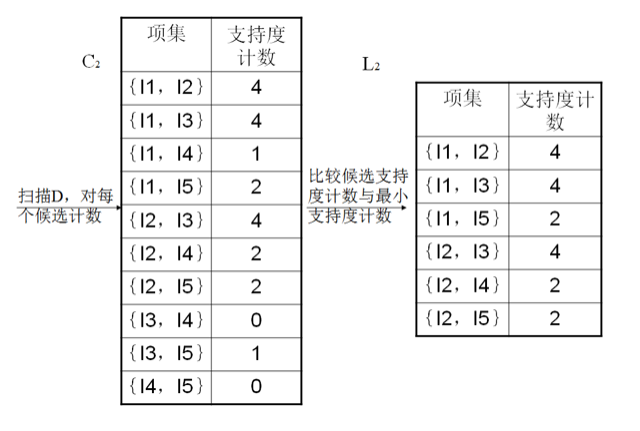 C₂
项集 支持度
计数
{I1，I2} 4
{I1，I3} 4
{I1，I4} 1
{I1，I5} 2
{I2，I3} 4
{I2，I4} 2
{I2，I5} 2
{I3，I4} 0
{I3，I5} 1
{I4，I5} 0
扫描D，对每
个候选计数
比较候选支持
度计数与最小
支持度计数
L₂
项集 支持度计
数
{I1，I2} 4
{I1，I3} 4
{I1，I5} 2
{I2，I3} 4
{I2，I4} 2
{I2，I5} 2